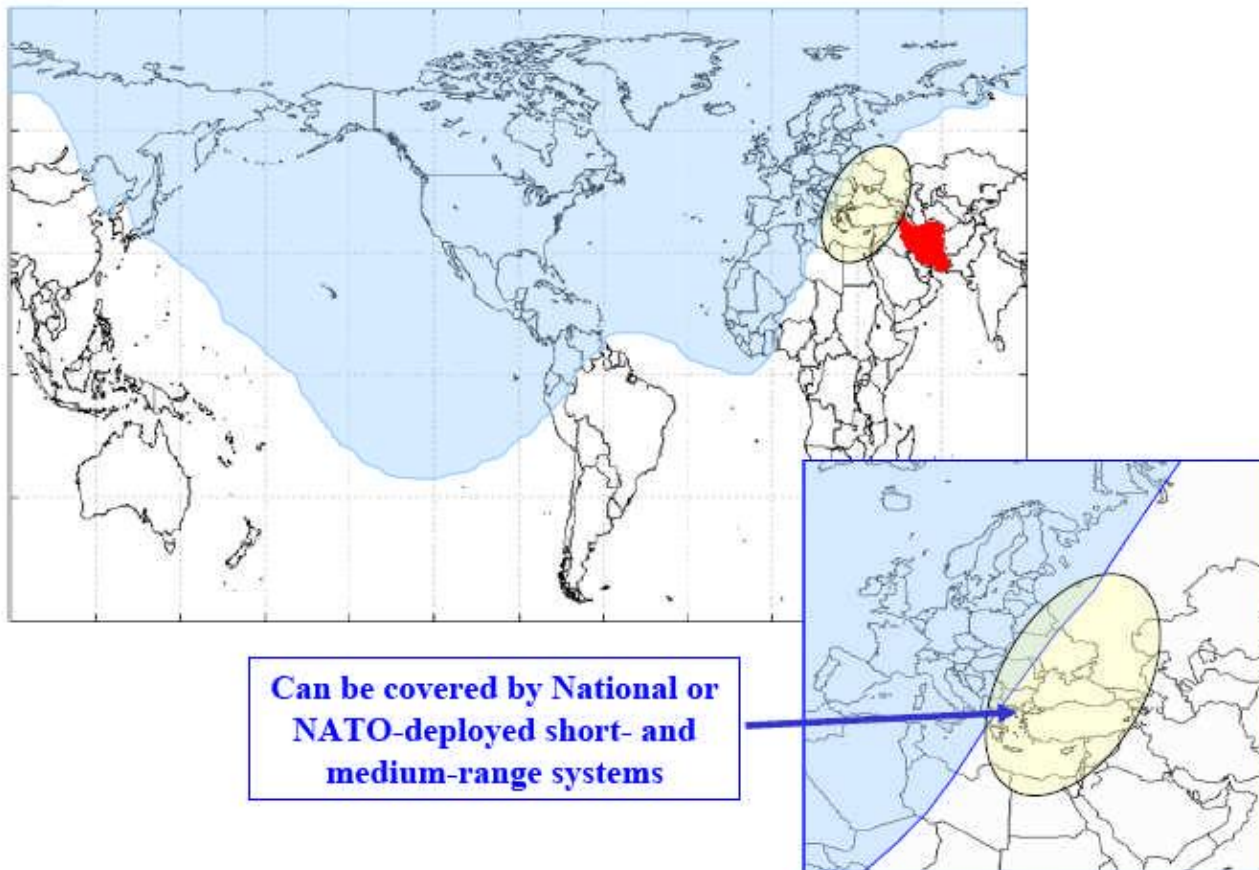 Can be covered by National or
NATO-deployed short- and
medium-range systems